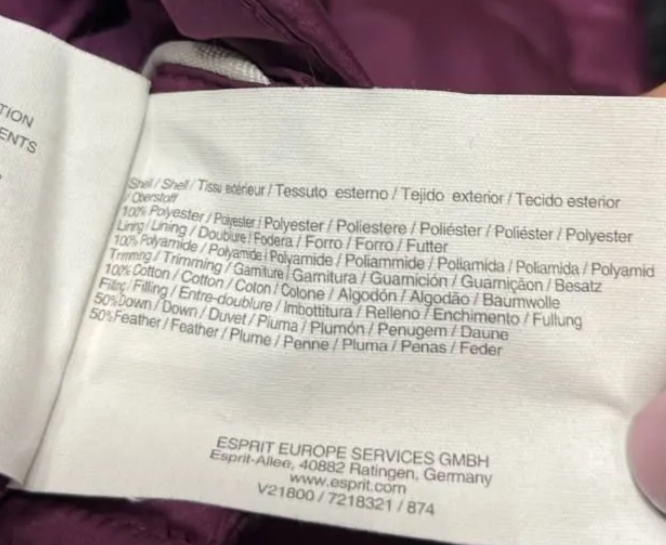 TION
ENTS
Shell / Shell / Tissu extérieur / Tessuto esterno / Tejido exterior / Tecido esterior
/ Oberstoff
100% Polyester / Polyester / Polyester / Poliestere / Poliéster / Poliéster / Polyester
Lining / Lining / Doublure / Fodera / Forro / Forro / Futter
100% Polyamide / Polyamide / Polyamide / Poliammide / Poliamida / Poliamida / Polyamid
Trimming / Trimming / Garniture / Garnitura / Guarnición / Guarniçãon / Besatz
100% Cotton / Cotton / Coton / Cotone / Algodón / Algodão / Baumwolle
Filling / Filling / Entre-doublure / Imbottitura / Relleno / Enchimento / Füllung
50% Down / Down / Duvet / Piuma / Plumón / Penugem / Daune
50% Feather / Feather / Plume / Penne / Pluma / Penas / Feder
ESPRIT EUROPE SERVICES GMBH
Esprit-Allee, 40882 Ratingen, Germany
www.esprit.com
V21800 / 7218321 / 874